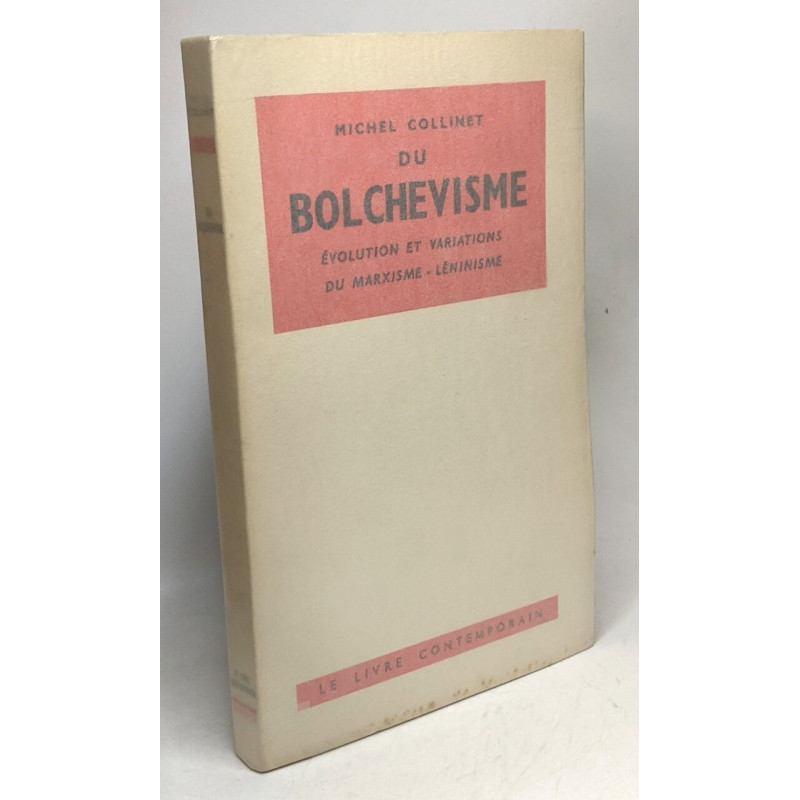 MICHEL COLLINET
DU
BOLCHEVISME
ÉVOLUTION ET VARIATIONS
DU MARXISME - LÉNINISME
LE LIVRE CONTEMPORAIN